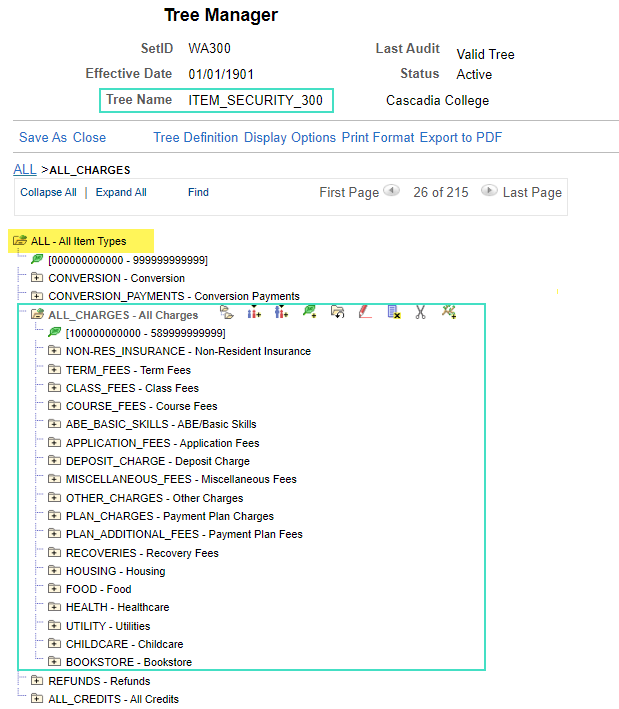 Tree Manager
SetID WA300 Last Audit Valid Tree
Effective Date 01/01/1901 Status Active
Tree Name ITEM_SECURITY_300 Cascadia College
Save As Close Tree Definition Display Options Print Format Export to PDF
ALL >ALL_CHARGES
Collapse All | Expand All Find First Page 26 of 215 Last Page
ALL - All Item Types
[000000000000 - 999999999999]
CONVERSION - Conversion
CONVERSION_PAYMENTS - Conversion Payments
ALL_CHARGES - All Charges
[100000000000 - 589999999999]
NON-RES_INSURANCE - Non-Resident Insurance
TERM_FEES - Term Fees
CLASS_FEES - Class Fees
COURSE_FEES - Course Fees
ABE_BASIC_SKILLS - ABE/Basic Skills
APPLICATION_FEES - Application Fees
DEPOSIT_CHARGE - Deposit Charge
MISCELLANEOUS_FEES - Miscellaneous Fees
OTHER_CHARGES - Other Charges
PLAN_CHARGES - Payment Plan Charges
PLAN_ADDITIONAL_FEES - Payment Plan Fees
RECOVERIES - Recovery Fees
HOUSING - Housing
FOOD - Food
HEALTH - Healthcare
UTILITY - Utilities
CHILDCARE - Childcare
BOOKSTORE - Bookstore
REFUNDS - Refunds
ALL_CREDITS - All Credits